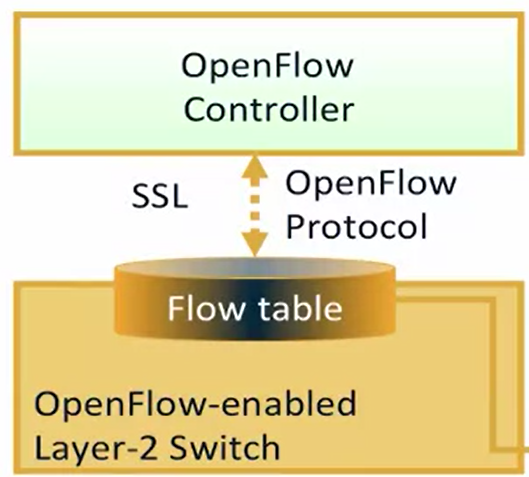 OpenFlow
Controller
SSL
OpenFlow
Protocol
Flow table
OpenFlow-enabled
Layer-2 Switch